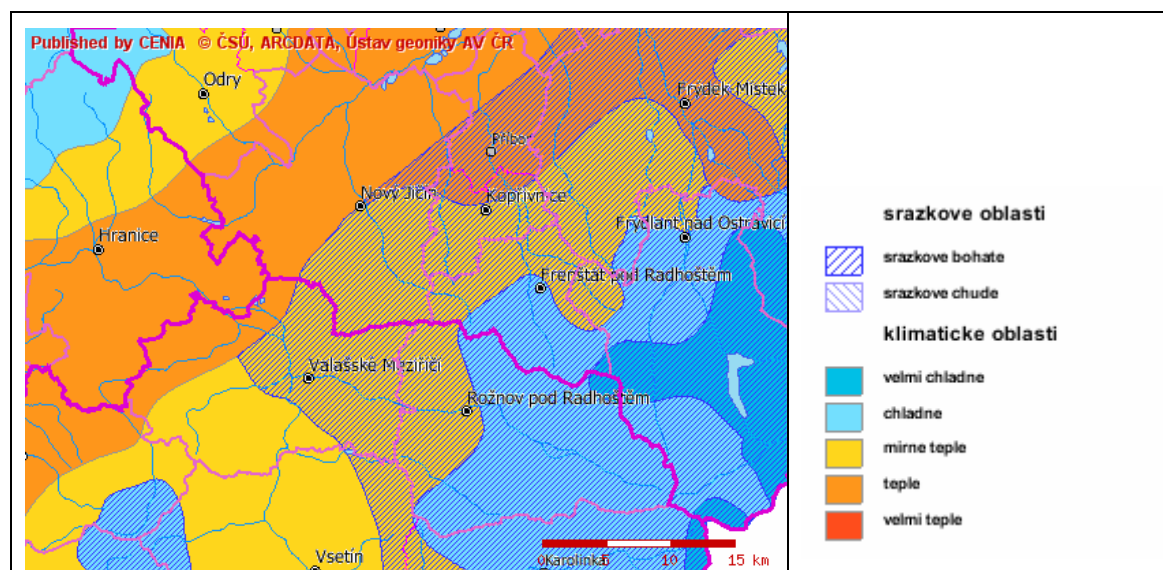 Published by CENIA © ČSÚ, ARCDATA, Ústav geoniky AV ČR
Odry
Frýdek-Místek
Příbor
Nový Jičín
Kopřivnice
Frýdlant nad Ostravicí
Hranice
Frenštát pod Radhoštěm
Valašské Meziříčí
Rožnov pod Radhoštěm
Vsetín
Karolinka
0 5 10 15 km
srazkove oblasti
srazkove bohate
srazkove chude
klimaticke oblasti
velmi chladne
chladne
mirne teple
teple
velmi teple